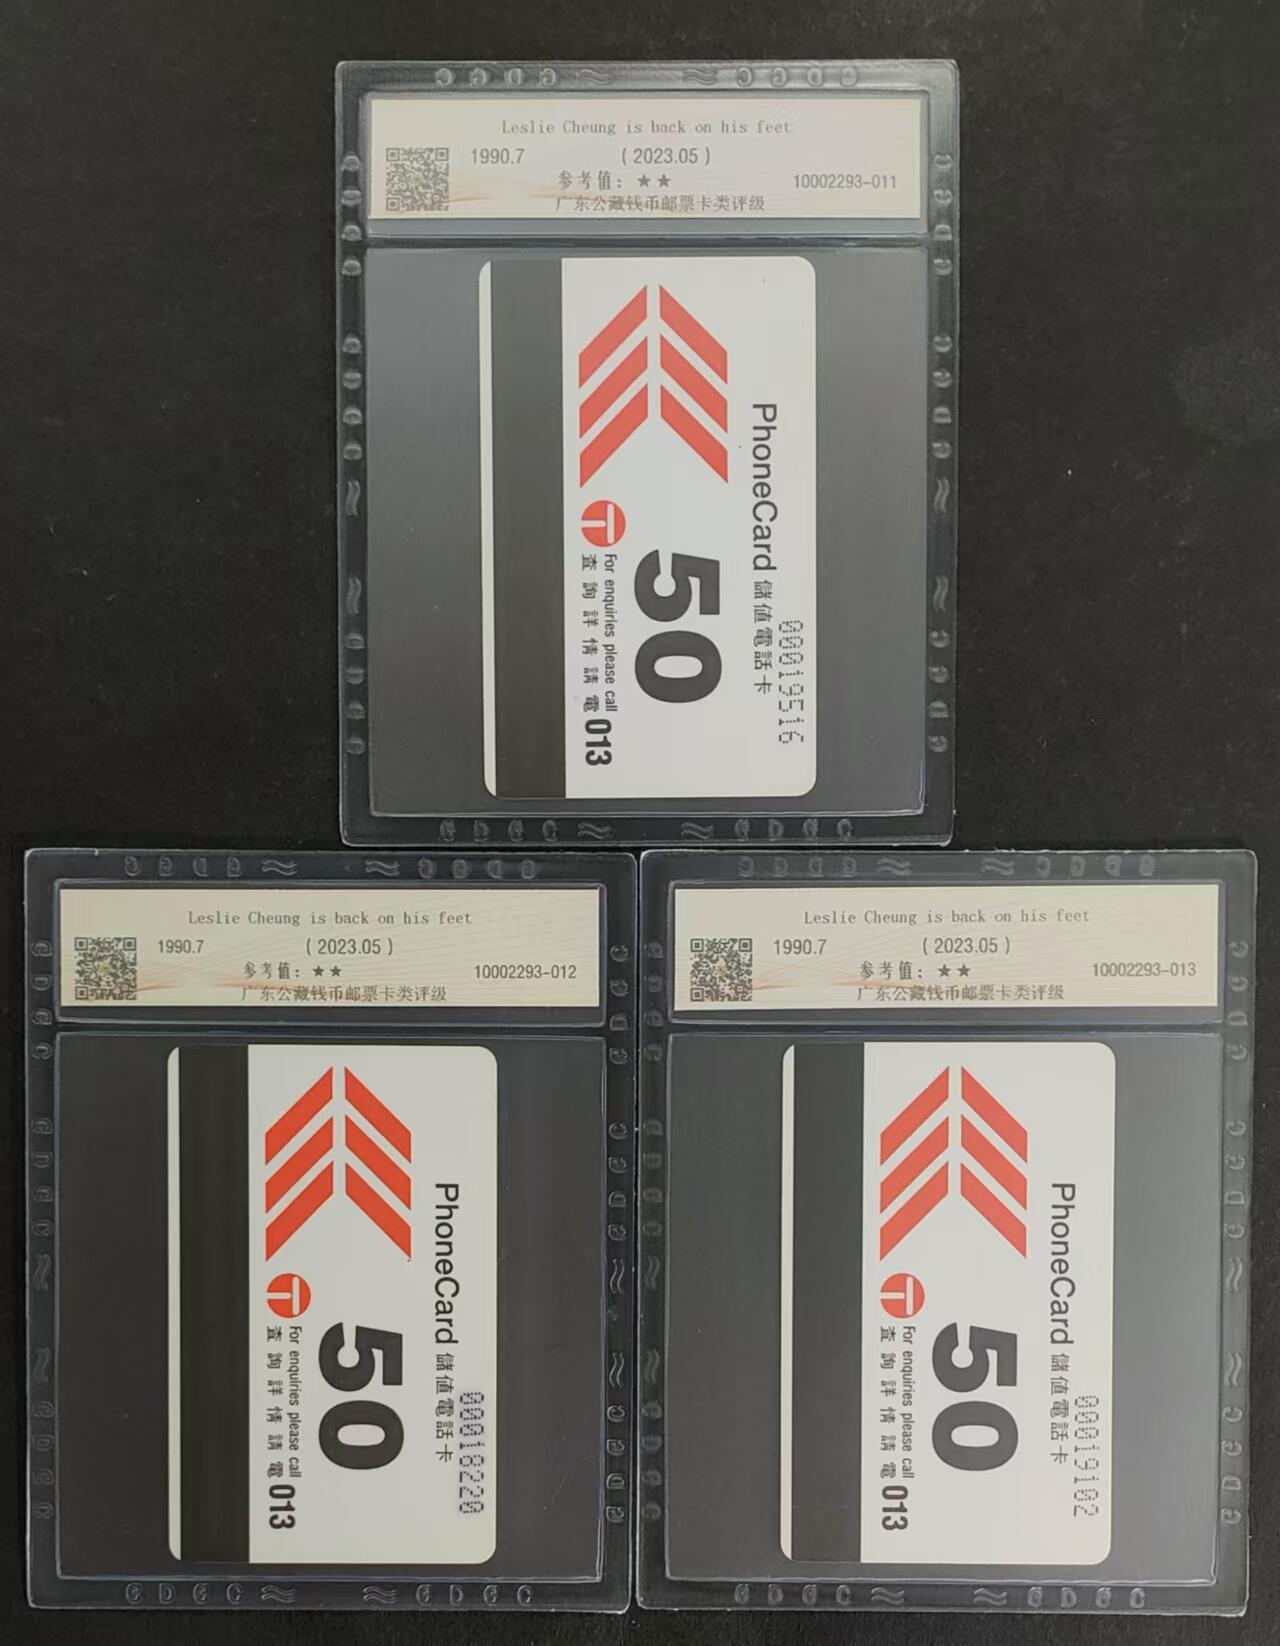 Leslie Cheung is back on his feet
1990.7 (2023.05)
参考值：★★ 10002293-011
广东公藏钱币邮票卡类评级
PhoneCard 儲值電話卡
00019516
50
For enquiries please call
查詢詳情請電 013
Leslie Cheung is back on his feet
1990.7 (2023.05)
参考值：★★ 10002293-012
广东公藏钱币邮票卡类评级
PhoneCard 儲值電話卡
00018220
50
For enquiries please call
查詢詳情請電 013
Leslie Cheung is back on his feet
1990.7 (2023.05)
参考值：★★ 10002293-013
广东公藏钱币邮票卡类评级
PhoneCard 儲值電話卡
00019102
50
For enquiries please call
查詢詳情請電 013